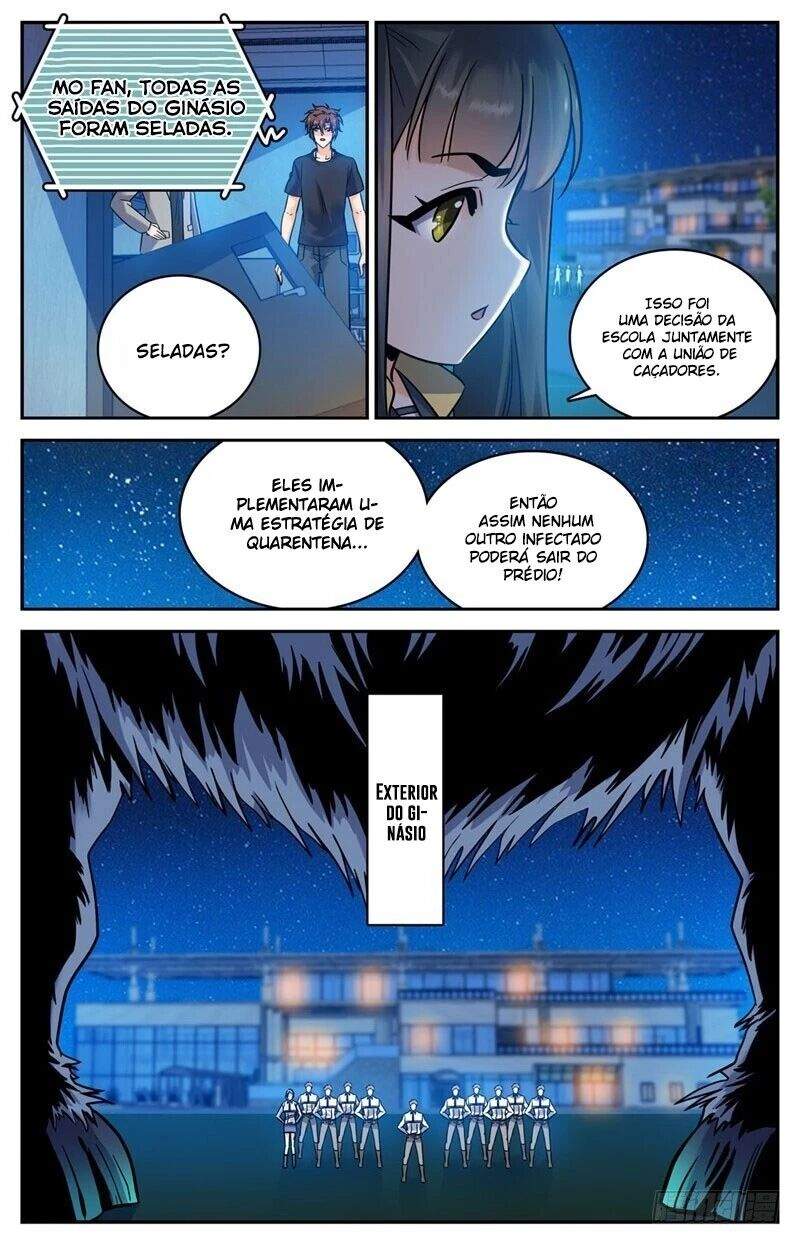 MO FAN, TODAS AS
SAÍDAS DO GINÁSIO
FORAM SELADAS.
SELADAS?
ISSO FOI
UMA DECISÃO DA
ESCOLA JUNTAMENTE
COM A UNIÃO DE
CAÇADORES.
ELES IM-
PLEMENTARAM U-
MA ESTRATÉGIA DE
QUARENTENA...
ENTÃO
ASSIM NENHUM
OUTRO INFECTADO
PODERÁ SAIR DO
PRÉDIO!
EXTERIOR
DO GI-
NÁSIO